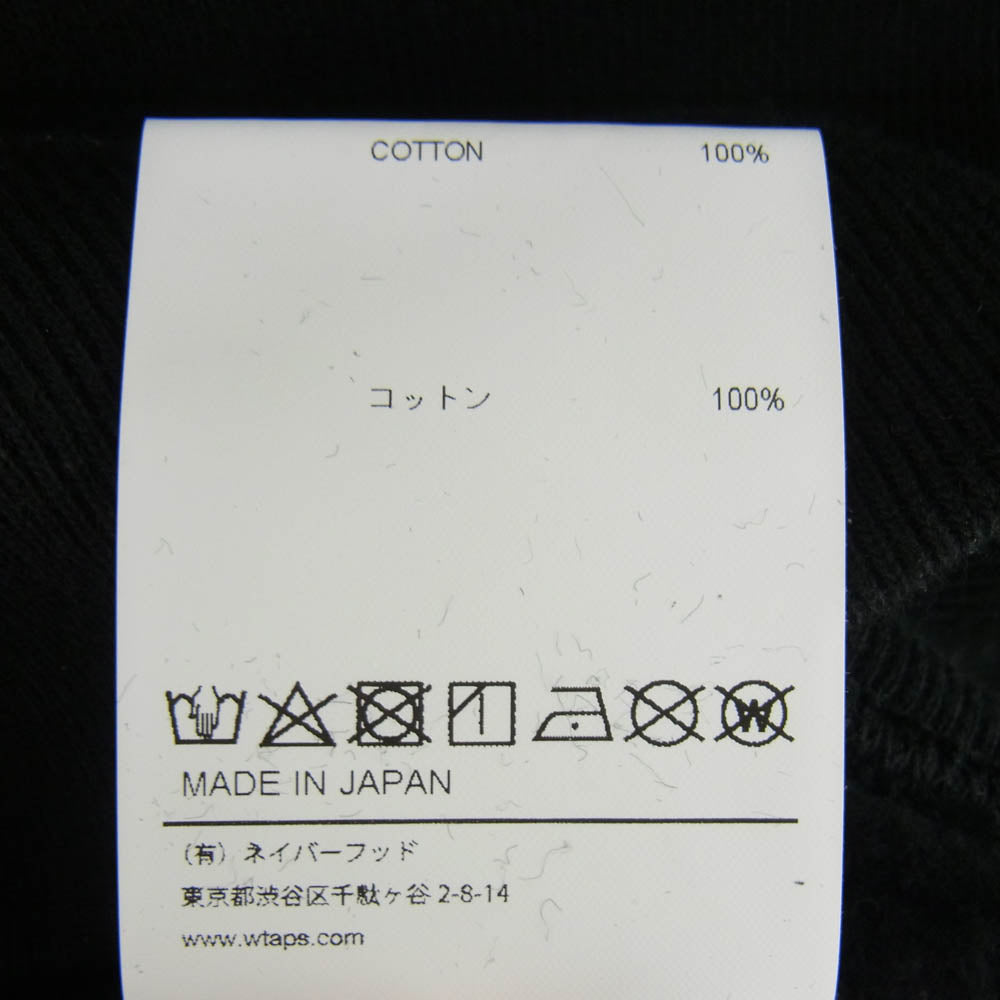 COTTON 100%
コットン 100%
W
MADE IN JAPAN
(有) ネイバーフッド
東京都渋谷区千駄ヶ谷 2-8-14
www.wtaps.com